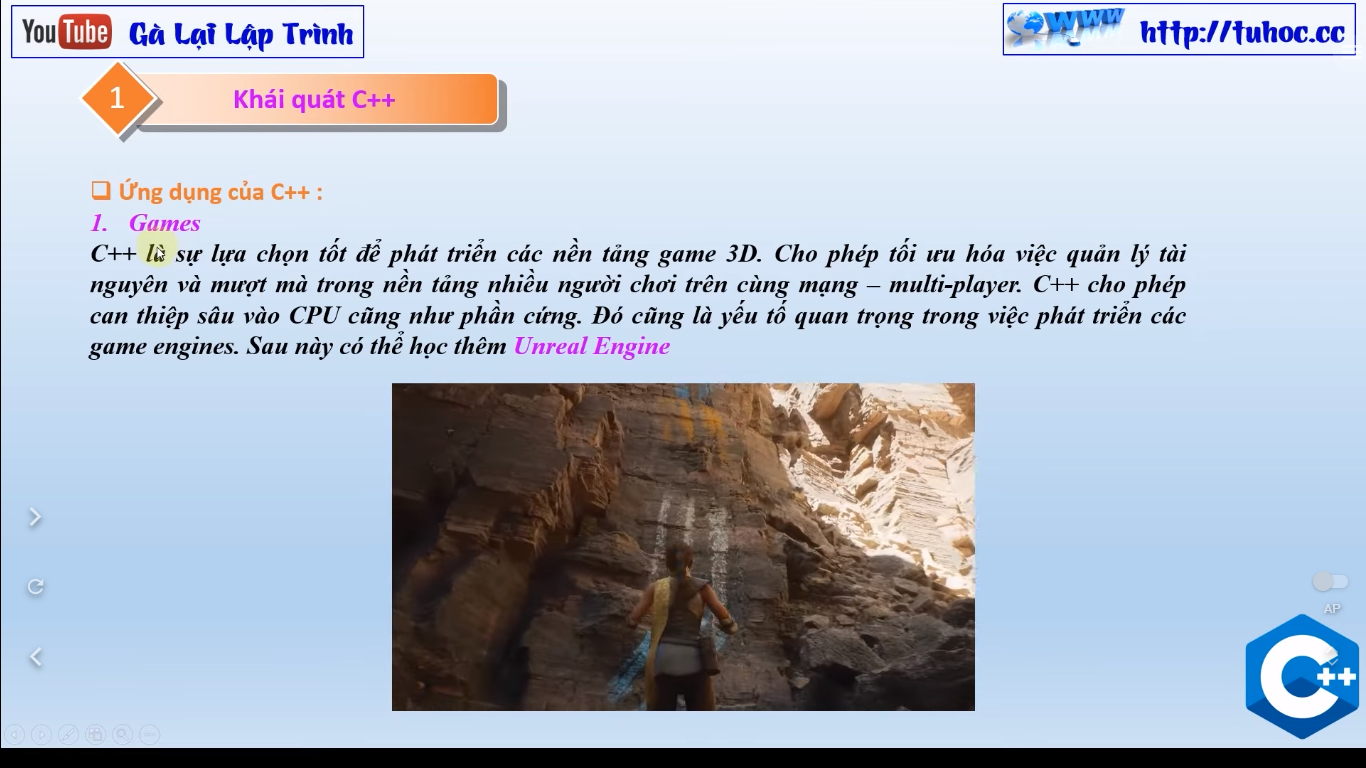 YouTube Gà Lại Lập Trình
www
http://tuhoc.cc
1 Khái quát C++
Ứng dụng của C++ :
1. Games
C++ là sự lựa chọn tốt để phát triển các nền tảng game 3D. Cho phép tối ưu hóa việc quản lý tài
nguyên và mượt mà trong nền tảng nhiều người chơi trên cùng mạng – multi-player. C++ cho phép
can thiệp sâu vào CPU cũng như phần cứng. Đó cũng là yếu tố quan trọng trong việc phát triển các
game engines. Sau này có thể học thêm Unreal Engine
AP
C++